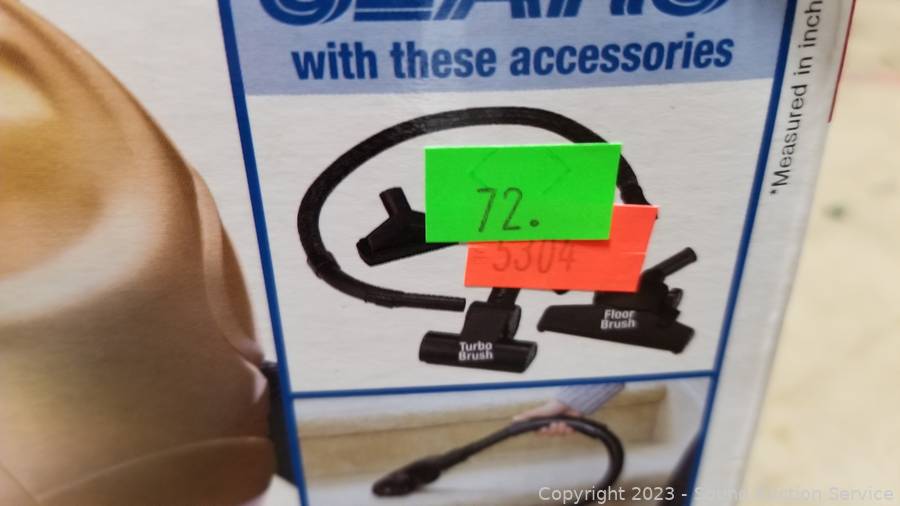 with these accessories
*Measured in inch
72.
5304
Floor
Brush
Turbo
Brush
Copyright 2023 - Sound Auction Service